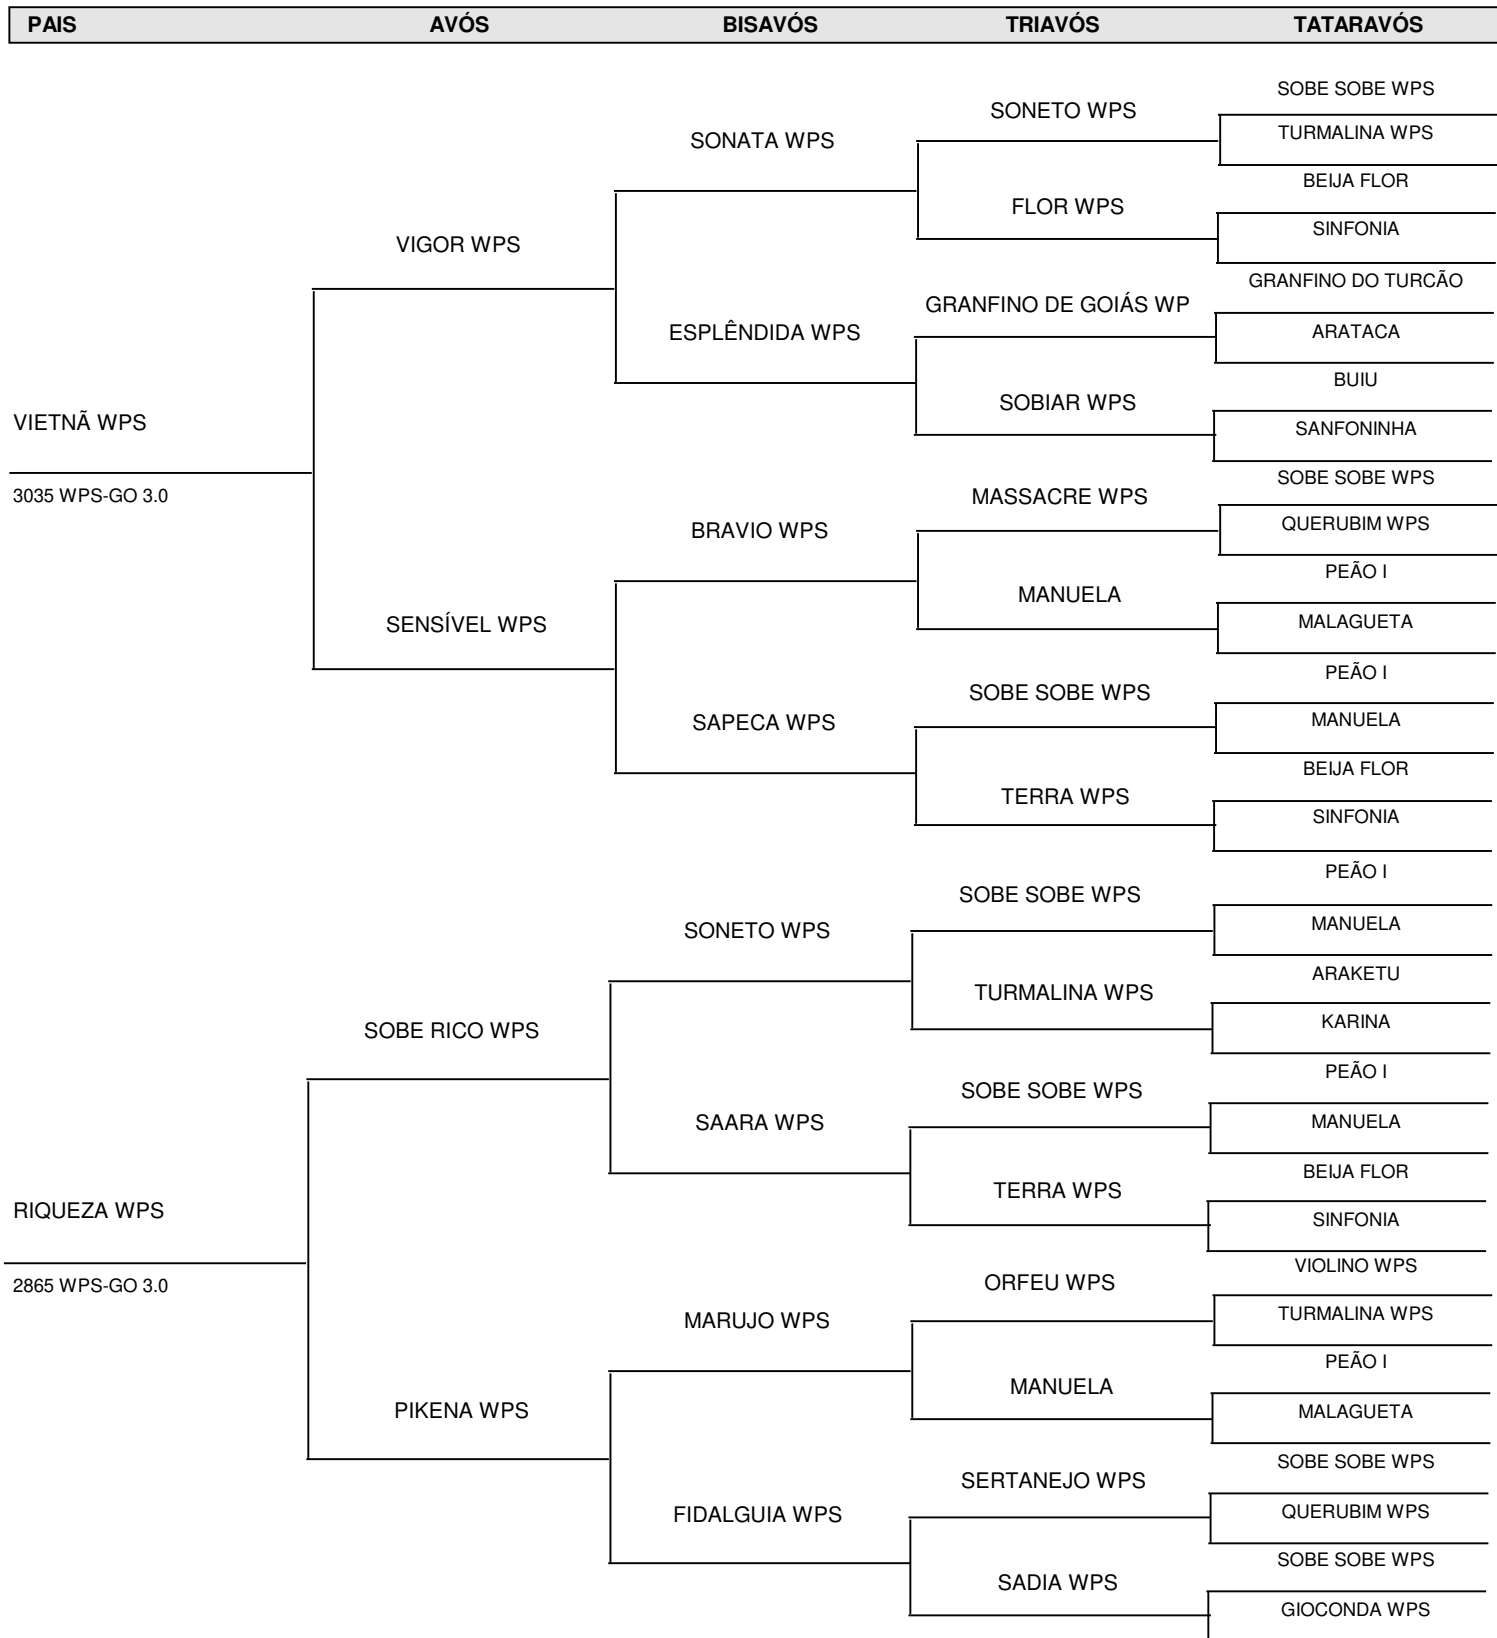 PAIS AVÓS BISAVÓS TRIAVÓS TATARAVÓS
SOBE SOBE WPS
SONETO WPS
TURMALINA WPS
SONATA WPS
BEIJA FLOR
FLOR WPS
SINFONIA
VIGOR WPS
GRANFINO DO TURCÃO
GRANFINO DE GOIÁS WP
ARATACA
ESPLÊNDIDA WPS
BUIU
SOBIAR WPS
SANFONINHA
VIETNÃ WPS
3035 WPS-GO 3.0
SOBE SOBE WPS
MASSACRE WPS
QUERUBIM WPS
BRAVIO WPS
PEÃO I
MANUELA
MALAGUETA
SENSÍVEL WPS
PEÃO I
SOBE SOBE WPS
MANUELA
SAPECA WPS
BEIJA FLOR
TERRA WPS
SINFONIA
PEÃO I
SOBE SOBE WPS
MANUELA
SONETO WPS
ARAKETU
TURMALINA WPS
KARINA
SOBE RICO WPS
PEÃO I
SOBE SOBE WPS
MANUELA
SAARA WPS
BEIJA FLOR
TERRA WPS
SINFONIA
RIQUEZA WPS
2865 WPS-GO 3.0
VIOLINO WPS
ORFEU WPS
TURMALINA WPS
MARUJO WPS
PEÃO I
MANUELA
MALAGUETA
PIKENA WPS
SOBE SOBE WPS
SERTANEJO WPS
QUERUBIM WPS
FIDALGUIA WPS
SOBE SOBE WPS
SADIA WPS
GIOCONDA WPS